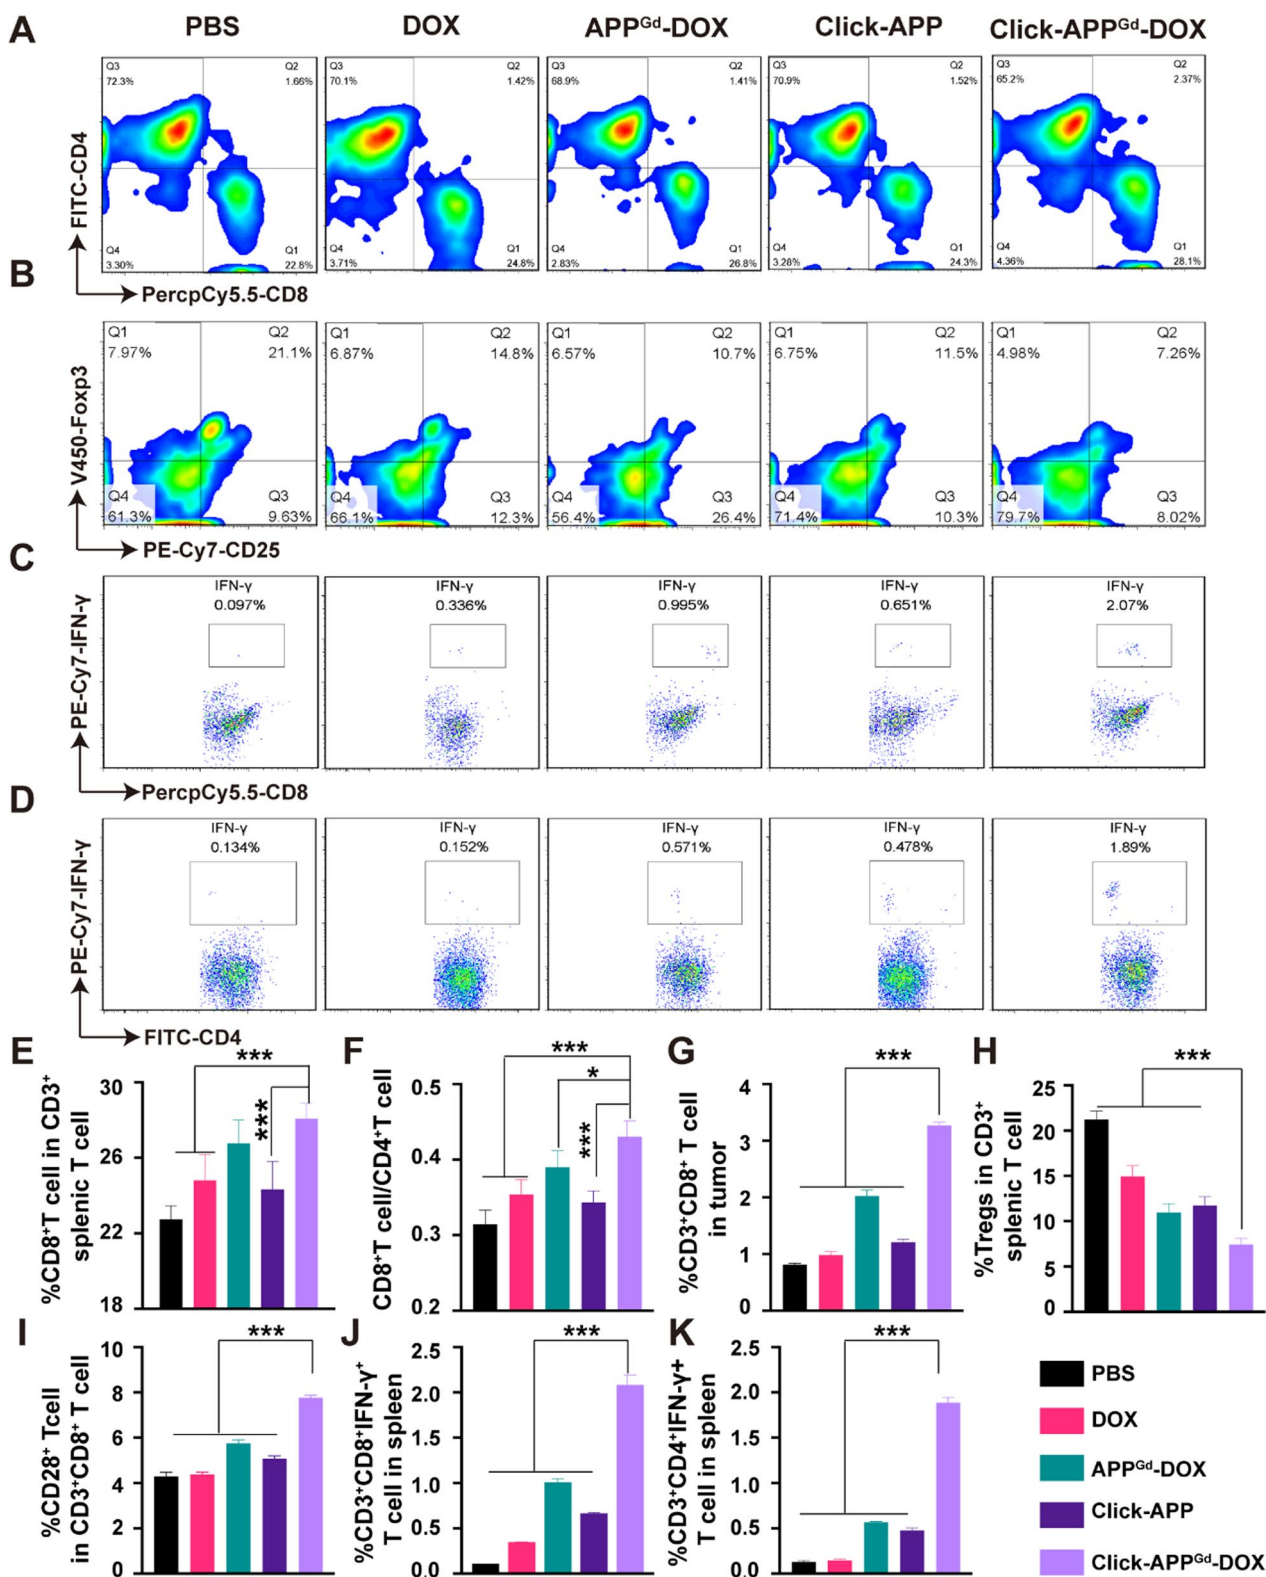 A
PBS
DOX
APPᴳᵈ-DOX
Click-APP
Click-APPᴳᵈ-DOX
Q3
72.3%
Q2
1.66%
Q4
3.30%
Q1
22.8%
Q3
70.1%
Q2
1.42%
Q4
3.71%
Q1
24.8%
Q3
68.9%
Q2
1.41%
Q4
2.83%
Q1
26.8%
Q3
70.9%
Q2
1.52%
Q4
3.28%
Q1
24.3%
Q3
65.2%
Q2
2.37%
Q4
4.36%
Q1
28.1%
FITC-CD4
PercpCy5.5-CD8
B
Q1
7.97%
Q2
21.1%
Q4
61.3%
Q3
9.63%
Q1
6.87%
Q2
14.8%
Q4
66.1%
Q3
12.3%
Q1
6.57%
Q2
10.7%
Q4
56.4%
Q3
26.4%
Q1
6.75%
Q2
11.5%
Q4
71.4%
Q3
10.3%
Q1
4.98%
Q2
7.26%
Q4
79.7%
Q3
8.02%
V450-Foxp3
PE-Cy7-CD25
C
IFN-γ
0.097%
IFN-γ
0.336%
IFN-γ
0.995%
IFN-γ
0.651%
IFN-γ
2.07%
PE-Cy7-IFN-γ
PercpCy5.5-CD8
D
IFN-γ
0.134%
IFN-γ
0.152%
IFN-γ
0.571%
IFN-γ
0.478%
IFN-γ
1.89%
PE-Cy7-IFN-γ
FITC-CD4
E
%CD8⁺T cell in CD3⁺
splenic T cell
30
26
22
18
***
***
F
CD8⁺T cell/CD4⁺T cell
0.5
0.4
0.3
0.2
***
*
***
G
%CD3⁺CD8⁺ T cell
in tumor
4
3
2
1
0
***
H
%Tregs in CD3⁺
splenic T cell
25
20
15
10
5
0
***
I
%CD28⁺ Tcell
in CD3⁺CD8⁺ T cell
10
8
6
4
2
0
***
J
%CD3⁺CD8⁺IFN-γ⁺
T cell in spleen
2.5
2.0
1.5
1.0
0.5
0.0
***
K
%CD3⁺CD4⁺IFN-γ+
T cell in spleen
2.5
2.0
1.5
1.0
0.5
0.0
***
PBS
DOX
APPᴳᵈ-DOX
Click-APP
Click-APPᴳᵈ-DOX